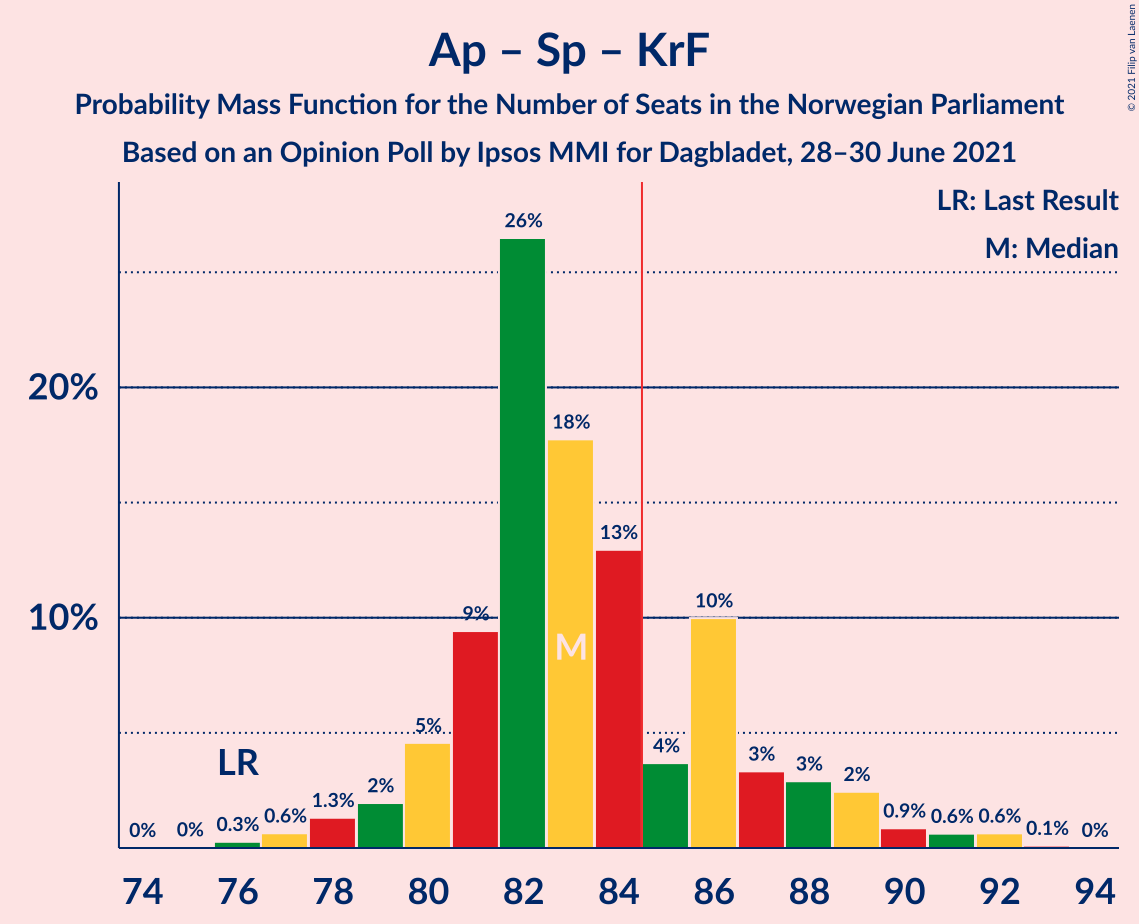 Ap – Sp – KrF
Probability Mass Function for the Number of Seats in the Norwegian Parliament
Based on an Opinion Poll by Ipsos MMI for Dagbladet, 28–30 June 2021
© 2021 Filip van Laenen
LR: Last Result
M: Median
26%
20%
18%
13%
10%
9%
10%
M
5%
4%
3%
3%
2%
LR
2%
1.3%
0.9%
0% 0% 0.3% 0.6% 0.6% 0.6% 0.1% 0%
74 76 78 80 82 84 86 88 90 92 94